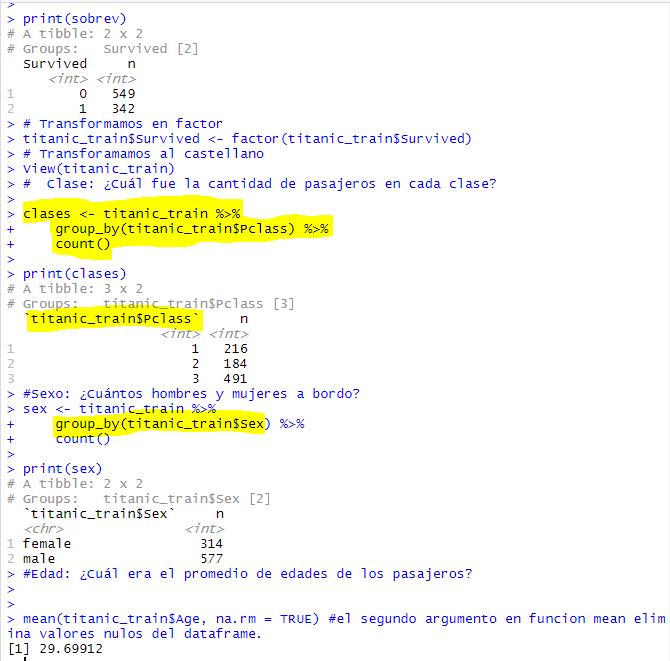 >
> print(sobrev)
# A tibble: 2 x 2
# Groups:   Survived [2]
  Survived     n
     <int> <int>
1        0   549
2        1   342
> # Transformamos en factor
> titanic_train$Survived <- factor(titanic_train$Survived)
> # Transforamamos al castellano
> View(titanic_train)
> #  Clase: ¿Cuál fue la cantidad de pasajeros en cada clase?
>
> clases <- titanic_train %>%
+     group_by(titanic_train$Pclass) %>%
+     count()
>
> print(clases)
# A tibble: 3 x 2
# Groups:   titanic_train$Pclass [3]
  `titanic_train$Pclass`     n
                   <int> <int>
1                      1   216
2                      2   184
3                      3   491
> #Sexo: ¿Cuántos hombres y mujeres a bordo?
> sex <- titanic_train %>%
+     group_by(titanic_train$Sex) %>%
+     count()
>
> print(sex)
# A tibble: 2 x 2
# Groups:   titanic_train$Sex [2]
  `titanic_train$Sex`     n
  <chr>               <int>
1 female                314
2 male                  577
> #Edad: ¿Cuál era el promedio de edades de los pasajeros?
>
>
> mean(titanic_train$Age, na.rm = TRUE) #el segundo argumento en funcion mean elim
ina valores nulos del dataframe.
[1] 29.69912